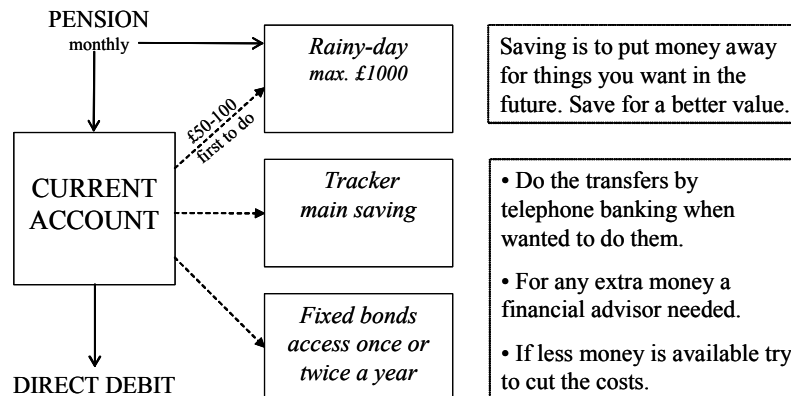 PENSION
monthly
Rainy-day
max. £1000
£50-100
first to do
CURRENT
ACCOUNT
Tracker
main saving
Fixed bonds
access once or
twice a year
DIRECT DEBIT
Saving is to put money away
for things you want in the
future. Save for a better value.
• Do the transfers by
telephone banking when
wanted to do them.
• For any extra money a
financial advisor needed.
• If less money is available try
to cut the costs.